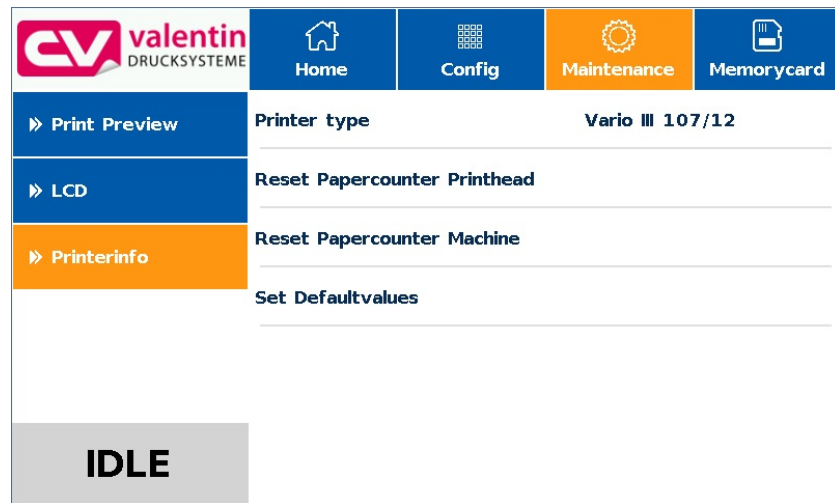 CV valentin
DRUCKSYSTEME
Home
Config
Maintenance
Memorycard
Print Preview
LCD
Printerinfo
IDLE
Printer type Vario III 107/12
Reset Papercounter Printhead
Reset Papercounter Machine
Set Defaultvalues